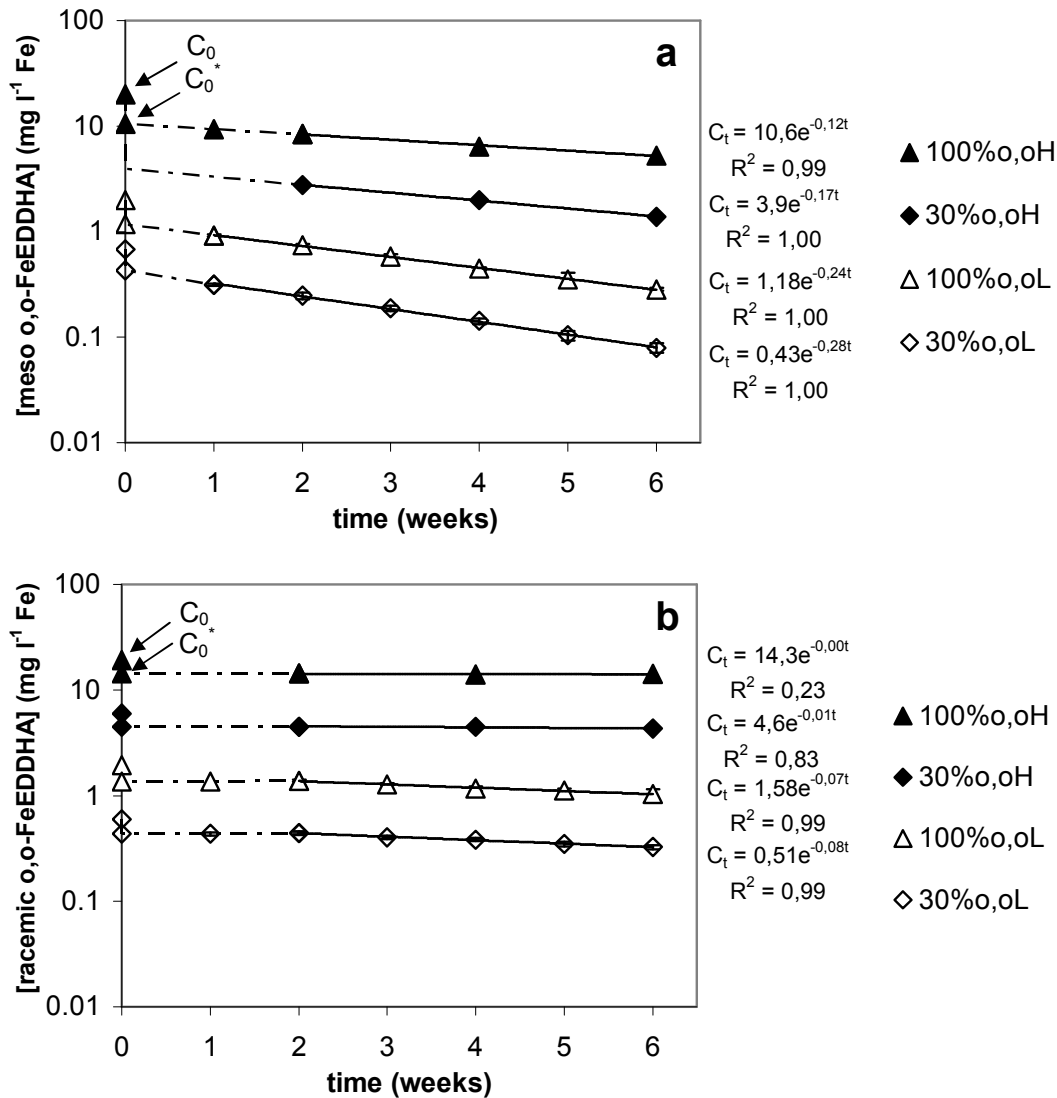 [meso o,o-FeEDDHA] (mg l⁻¹ Fe)
100
10
1
0.1
0.01
C₀
C₀*
a
0 1 2 3 4 5 6
time (weeks)
Cₜ = 10,6e⁻⁰,¹²ᵗ
R² = 0,99
Cₜ = 3,9e⁻⁰,¹⁷ᵗ
R² = 1,00
Cₜ = 1,18e⁻⁰,²⁴ᵗ
R² = 1,00
Cₜ = 0,43e⁻⁰,²⁸ᵗ
R² = 1,00
100%o,oH
30%o,oH
100%o,oL
30%o,oL
[racemic o,o-FeEDDHA] (mg l⁻¹ Fe)
100
10
1
0.1
0.01
C₀
C₀*
b
0 1 2 3 4 5 6
time (weeks)
Cₜ = 14,3e⁻⁰,⁰⁰ᵗ
R² = 0,23
Cₜ = 4,6e⁻⁰,⁰¹ᵗ
R² = 0,83
Cₜ = 1,58e⁻⁰,⁰⁷ᵗ
R² = 0,99
Cₜ = 0,51e⁻⁰,⁰⁸ᵗ
R² = 0,99
100%o,oH
30%o,oH
100%o,oL
30%o,oL